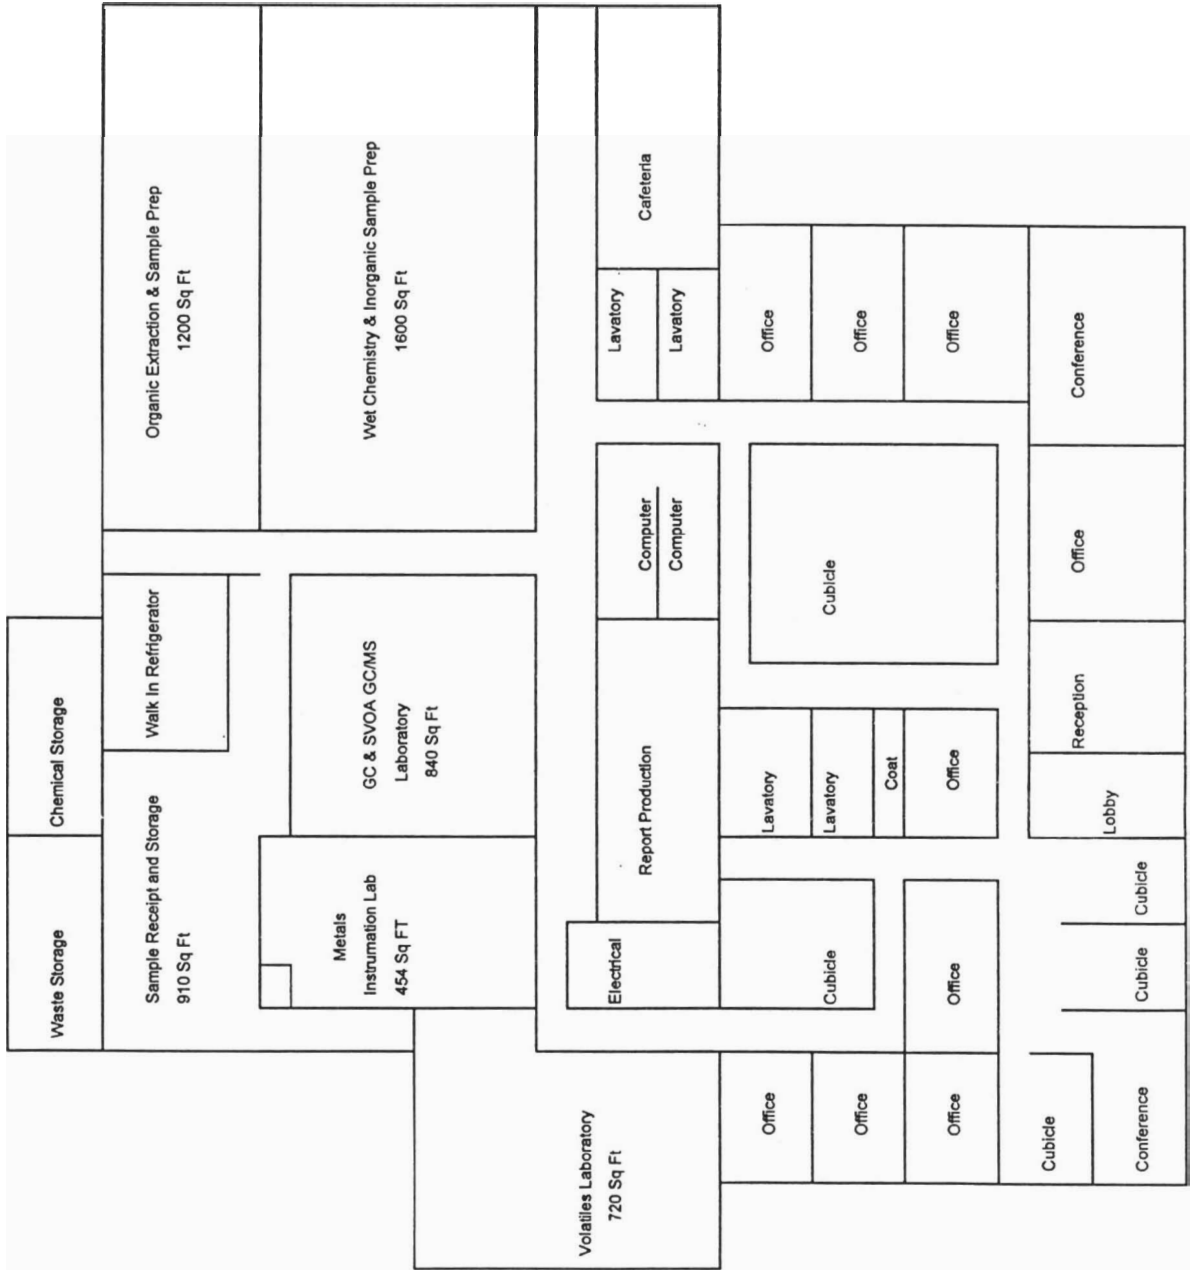 Organic Extraction & Sample Prep
1200 Sq Ft
Wet Chemistry & Inorganic Sample Prep
1600 Sq Ft
Cafeteria
Lavatory
Lavatory
Office
Office
Office
Conference
Chemical Storage
Walk In Refrigerator
GC & SVOA GC/MS
Laboratory
840 Sq Ft
Computer
Computer
Cubicle
Office
Reception
Waste Storage
Sample Receipt and Storage
910 Sq Ft
Metals
Instrumation Lab
454 Sq FT
Report Production
Electrical
Lavatory
Lavatory
Coat
Office
Lobby
Cubicle
Office
Cubicle
Cubicle
Volatiles Laboratory
720 Sq Ft
Office
Office
Office
Cubicle
Conference